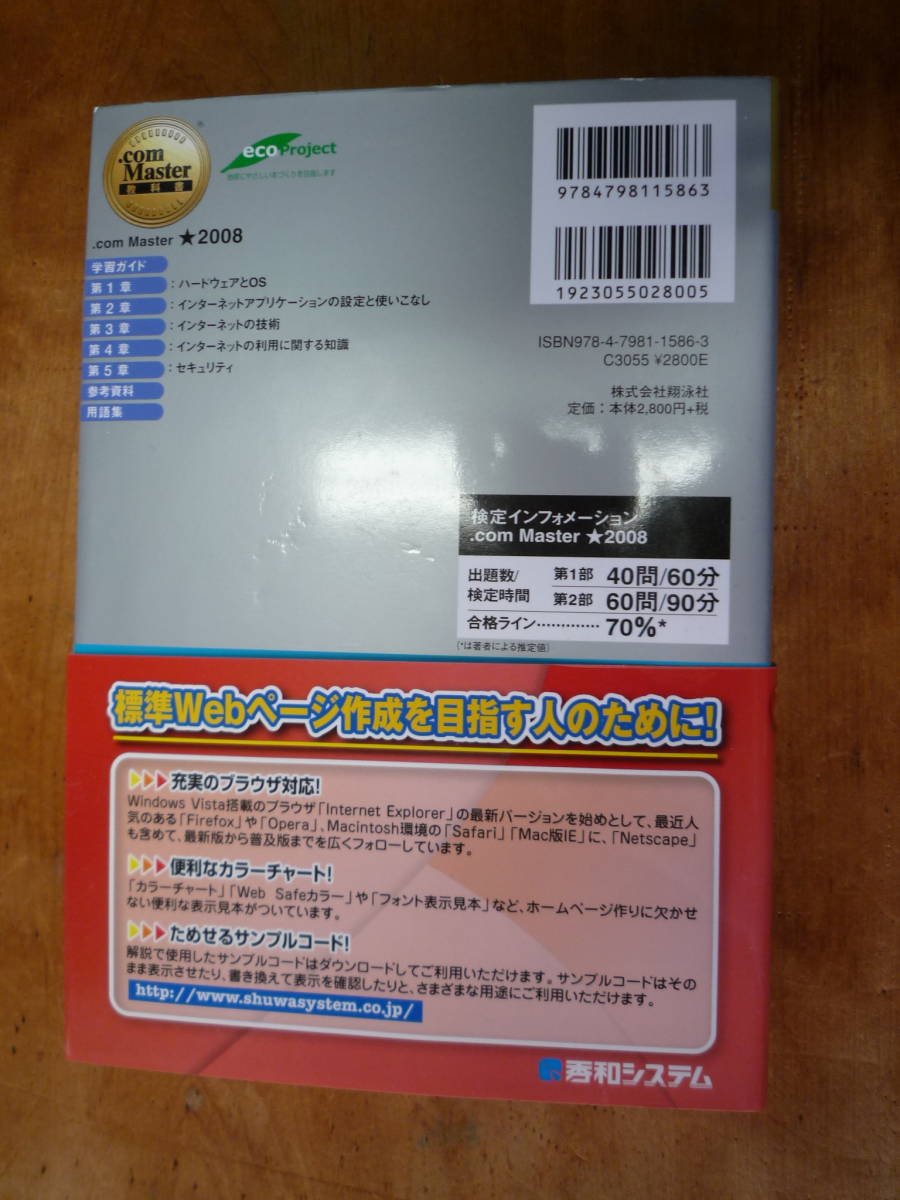 .com
Master
教科書
eco Project
地球にやさしい本づくりを目指します
.com Master ★2008
学習ガイド
第1章：ハードウェアとOS
第2章：インターネットアプリケーションの設定と使いこなし
第3章：インターネットの技術
第4章：インターネットの利用に関する知識
第5章：セキュリティ
参考資料
用語集
9784798115863
1923055028005
ISBN978-4-7981-1586-3
C3055 ¥2800E
株式会社翔泳社
定価：本体2,800円+税
検定インフォメーション
.com Master ★2008
出題数/検定時間
第1部 40問/60分
第2部 60問/90分
合格ライン............. 70%*
(*は著者による推定値)
標準Webページ作成を目指す人のために!
充実のブラウザ対応!
Windows Vista搭載のブラウザ「Internet Explorer」の最新バージョンを始めとして、最近人
気のある「Firefox」や「Opera」、Macintosh環境の「Safari」「Mac版IE」に、「Netscape」
も含めて、最新版から普及版までを広くフォローしています。
便利なカラーチャート!
「カラーチャート」「Web Safeカラー」や「フォント表示見本」など、ホームページ作りに欠かせ
ない便利な表示見本がついています。
ためせるサンプルコード!
解説で使用したサンプルコードはダウンロードしてご利用いただけます。サンプルコードはその
まま表示させたり、書き換えて表示を確認したりと、さまざまな用途にご利用いただけます。
http://www.shuwasystem.co.jp/
秀和システム